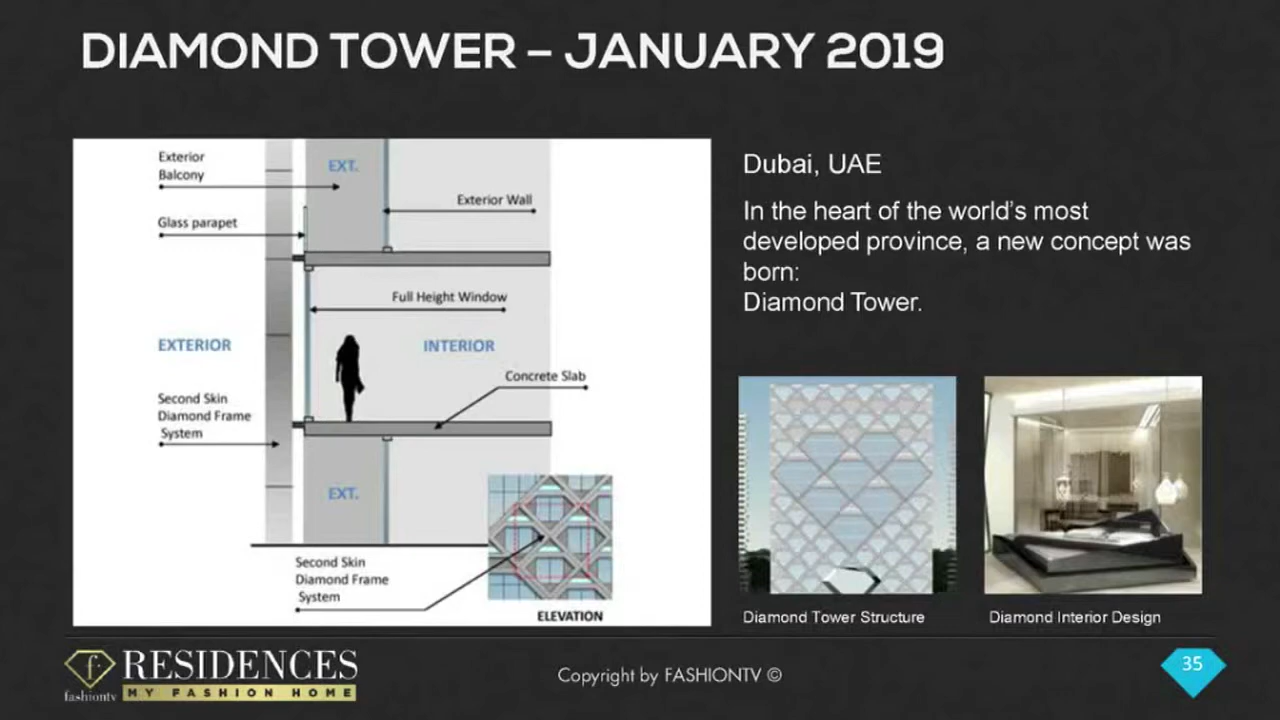 DIAMOND TOWER – JANUARY 2019
Exterior
Balcony
EXT.
Exterior Wall
Glass parapet
Full Height Window
EXTERIOR
INTERIOR
Concrete Slab
Second Skin
Diamond Frame
System
EXT.
Second Skin
Diamond Frame
System
ELEVATION
Dubai, UAE
In the heart of the world’s most
developed province, a new concept was
born:
Diamond Tower.
Diamond Tower Structure
Diamond Interior Design
f
fashiontv
RESIDENCES
MY FASHION HOME
Copyright by FASHIONTV ©
35